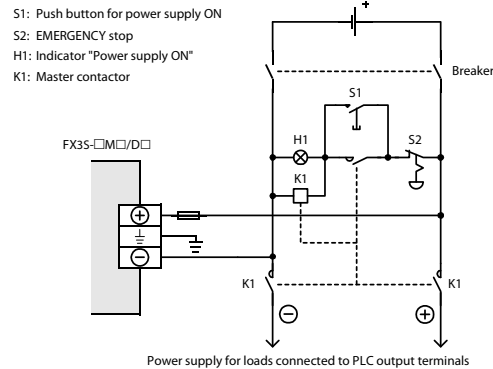 S1: Push button for power supply ON
S2: EMERGENCY stop
H1: Indicator "Power supply ON"
K1: Master contactor
+
Breaker
S1
FX3S-□M□/D□
H1
S2
K1
+
-
K1
K1
-
+
Power supply for loads connected to PLC output terminals